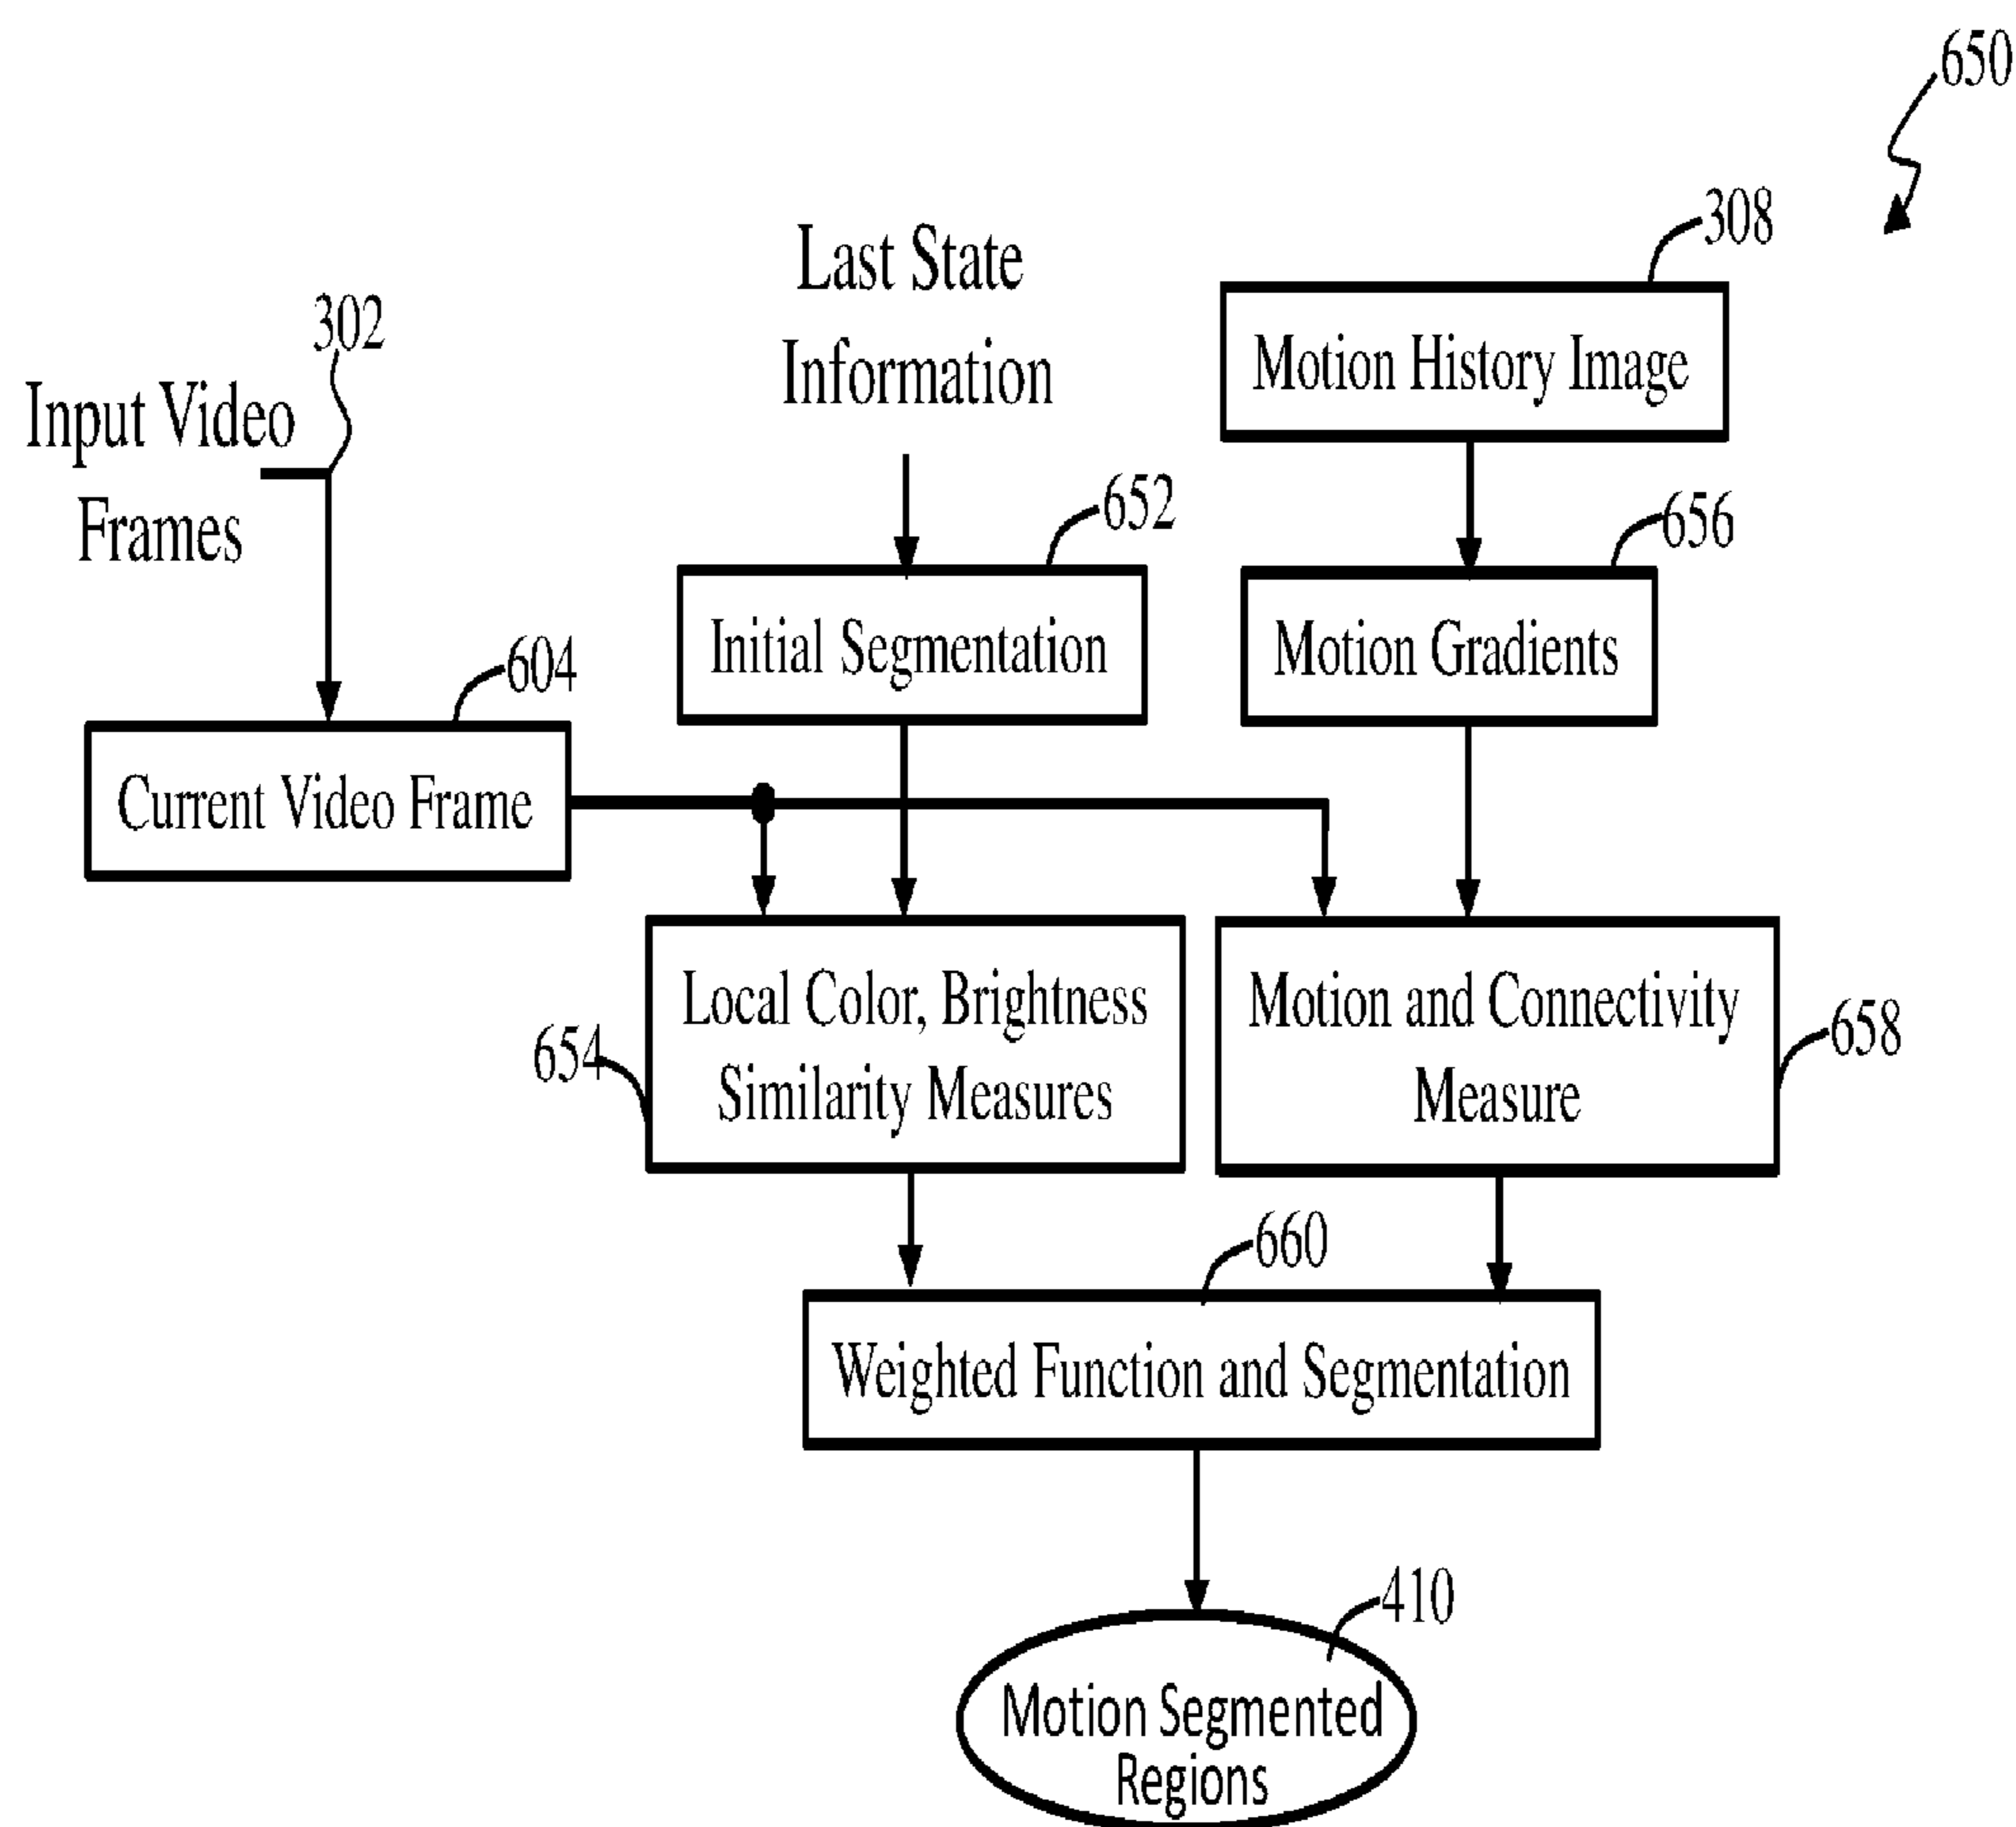 650
308
Last State
Information
Motion History Image
302
Input Video
Frames
652
656
Initial Segmentation
Motion Gradients
604
Current Video Frame
Local Color, Brightness
Similarity Measures
654
Motion and Connectivity
Measure
658
660
Weighted Function and Segmentation
410
Motion Segmented
Regions